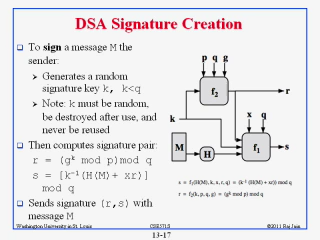 DSA Signature Creation
To sign a message M the
sender:
Generates a random
signature key k, k<q
Note: k must be random,
be destroyed after use, and
never be reused
Then computes signature pair:
r = (gᵏ mod p)mod q
s = [k⁻¹(H(M)+ xr)]
mod q
Sends signature (r,s) with
message M
p q g
f₂
r
k
x q
M
H
f₁
s
s = f₁(H(M), k, x, r, q) = (k⁻¹ (H(M) + xr)) mod q
r = f₂(k, p, q, g) = (gᵏ mod p) mod q
Washington University in St. Louis
CSE571S
©2011 Raj Jain
13-17